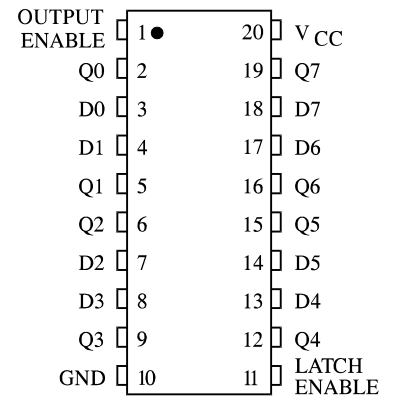 OUTPUT
ENABLE 1 20 V CC
Q0 2 19 Q7
D0 3 18 D7
D1 4 17 D6
Q1 5 16 Q6
Q2 6 15 Q5
D2 7 14 D5
D3 8 13 D4
Q3 9 12 Q4
GND 10 11 LATCH
ENABLE